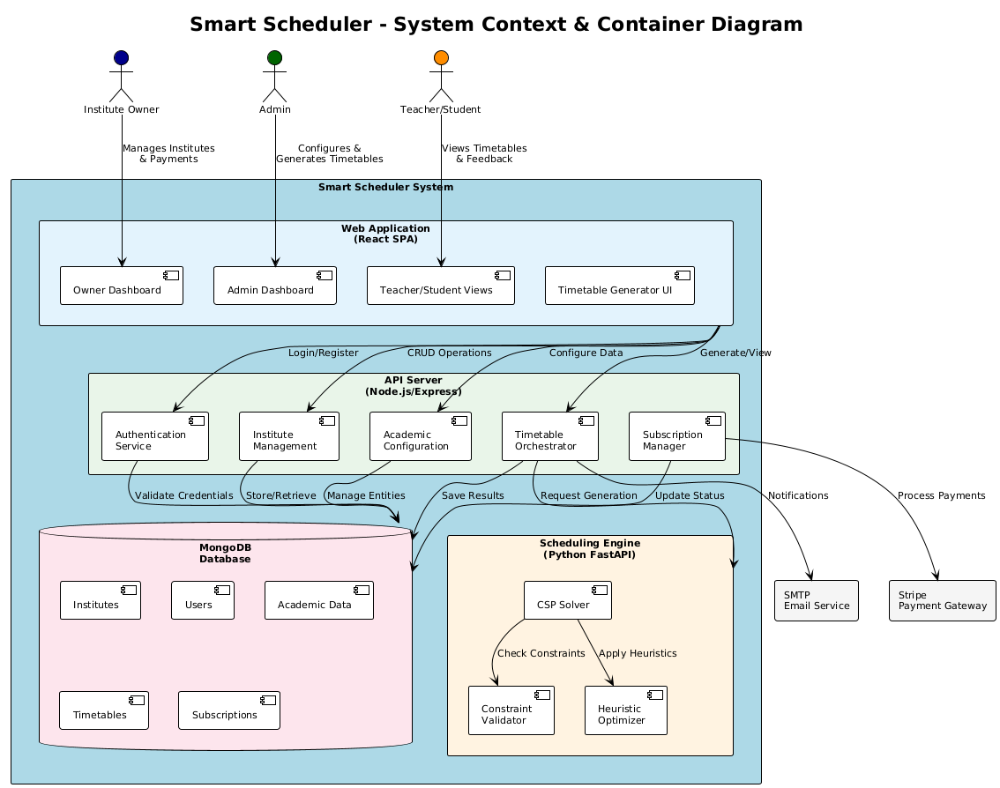 Smart Scheduler - System Context & Container Diagram
Institute Owner
Admin
Teacher/Student
Manages Institutes
& Payments
Configures &
Generates Timetables
Views Timetables
& Feedback
Smart Scheduler System
Web Application
(React SPA)
Owner Dashboard
Admin Dashboard
Teacher/Student Views
Timetable Generator UI
Login/Register
CRUD Operations
Configure Data
Generate/View
API Server
(Node.js/Express)
Authentication
Service
Institute
Management
Academic
Configuration
Timetable
Orchestrator
Subscription
Manager
Validate Credentials
Store/Retrieve
Manage Entities
Save Results
Request Generation
Update Status
Notifications
Process Payments
MongoDB
Database
Institutes
Users
Academic Data
Timetables
Subscriptions
Scheduling Engine
(Python FastAPI)
CSP Solver
Check Constraints
Apply Heuristics
Constraint
Validator
Heuristic
Optimizer
SMTP
Email Service
Stripe
Payment Gateway